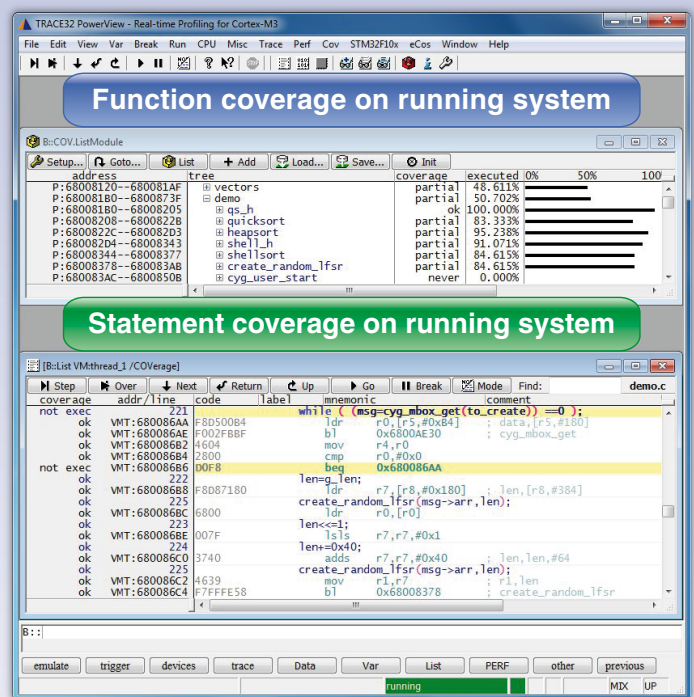 TRACE32 PowerView - Real-time Profiling for Cortex-M3
File Edit View Var Break Run CPU Misc Trace Perf Cov STM32F10x eCos Window Help
Function coverage on running system
B::COV.ListModule
Setup... Goto... List + Add Load... Save... Init
address tree coverage executed 0% 50% 100
P:68008120--680081AF vectors partial 48.611%
P:680081B0--6800873F demo partial 50.702%
P:680081B0--68008205 qs_h ok 100.000%
P:68008208--6800822B quicksort partial 83.333%
P:6800822C--680082D3 heapsort partial 95.238%
P:680082D4--68008343 shell_h partial 91.071%
P:68008344--68008377 shellsort partial 84.615%
P:68008378--680083AB create_random_lfsr partial 84.615%
P:680083AC--6800850B cyg_user_start never 0.000%
Statement coverage on running system
[B::List VM:thread_1 /COVerage]
Step Over Next Return Up Go Break Mode Find: demo.c
coverage addr/line code label mnemonic comment
not exec 221 while ( (msg=cyg_mbox_get(to_create)) ==0 );
ok VMT:680086AA F8D500B4 ldr r0,[r5,#0xB4] ; data,[r5,#180]
ok VMT:680086AE F002FBBF bl 0x6800AE30 ; cyg_mbox_get
ok VMT:680086B2 4604 mov r4,r0
ok VMT:680086B4 2800 cmp r0,#0x0
not exec VMT:680086B6 D0F8 beq 0x680086AA
ok 222 len=g_len;
ok VMT:680086B8 F8D87180 ldr r7,[r8,#0x180] ; len,[r8,#384]
ok 225 create_random_lfsr(msg->arr,len);
ok VMT:680086BC 6800 ldr r0,[r0]
ok 223 len<<=1;
ok VMT:680086BE 007F lsls r7,r7,#0x1
ok 224 len+=0x40;
ok VMT:680086C0 3740 adds r7,r7,#0x40 ; len,len,#64
ok 225 create_random_lfsr(msg->arr,len);
ok VMT:680086C2 4639 mov r1,r7 ; r1,len
ok VMT:680086C4 F7FFFE58 bl 0x68008378 ; create_random_lfsr
B::
emulate trigger devices trace Data Var List PERF other previous
running MIX UP